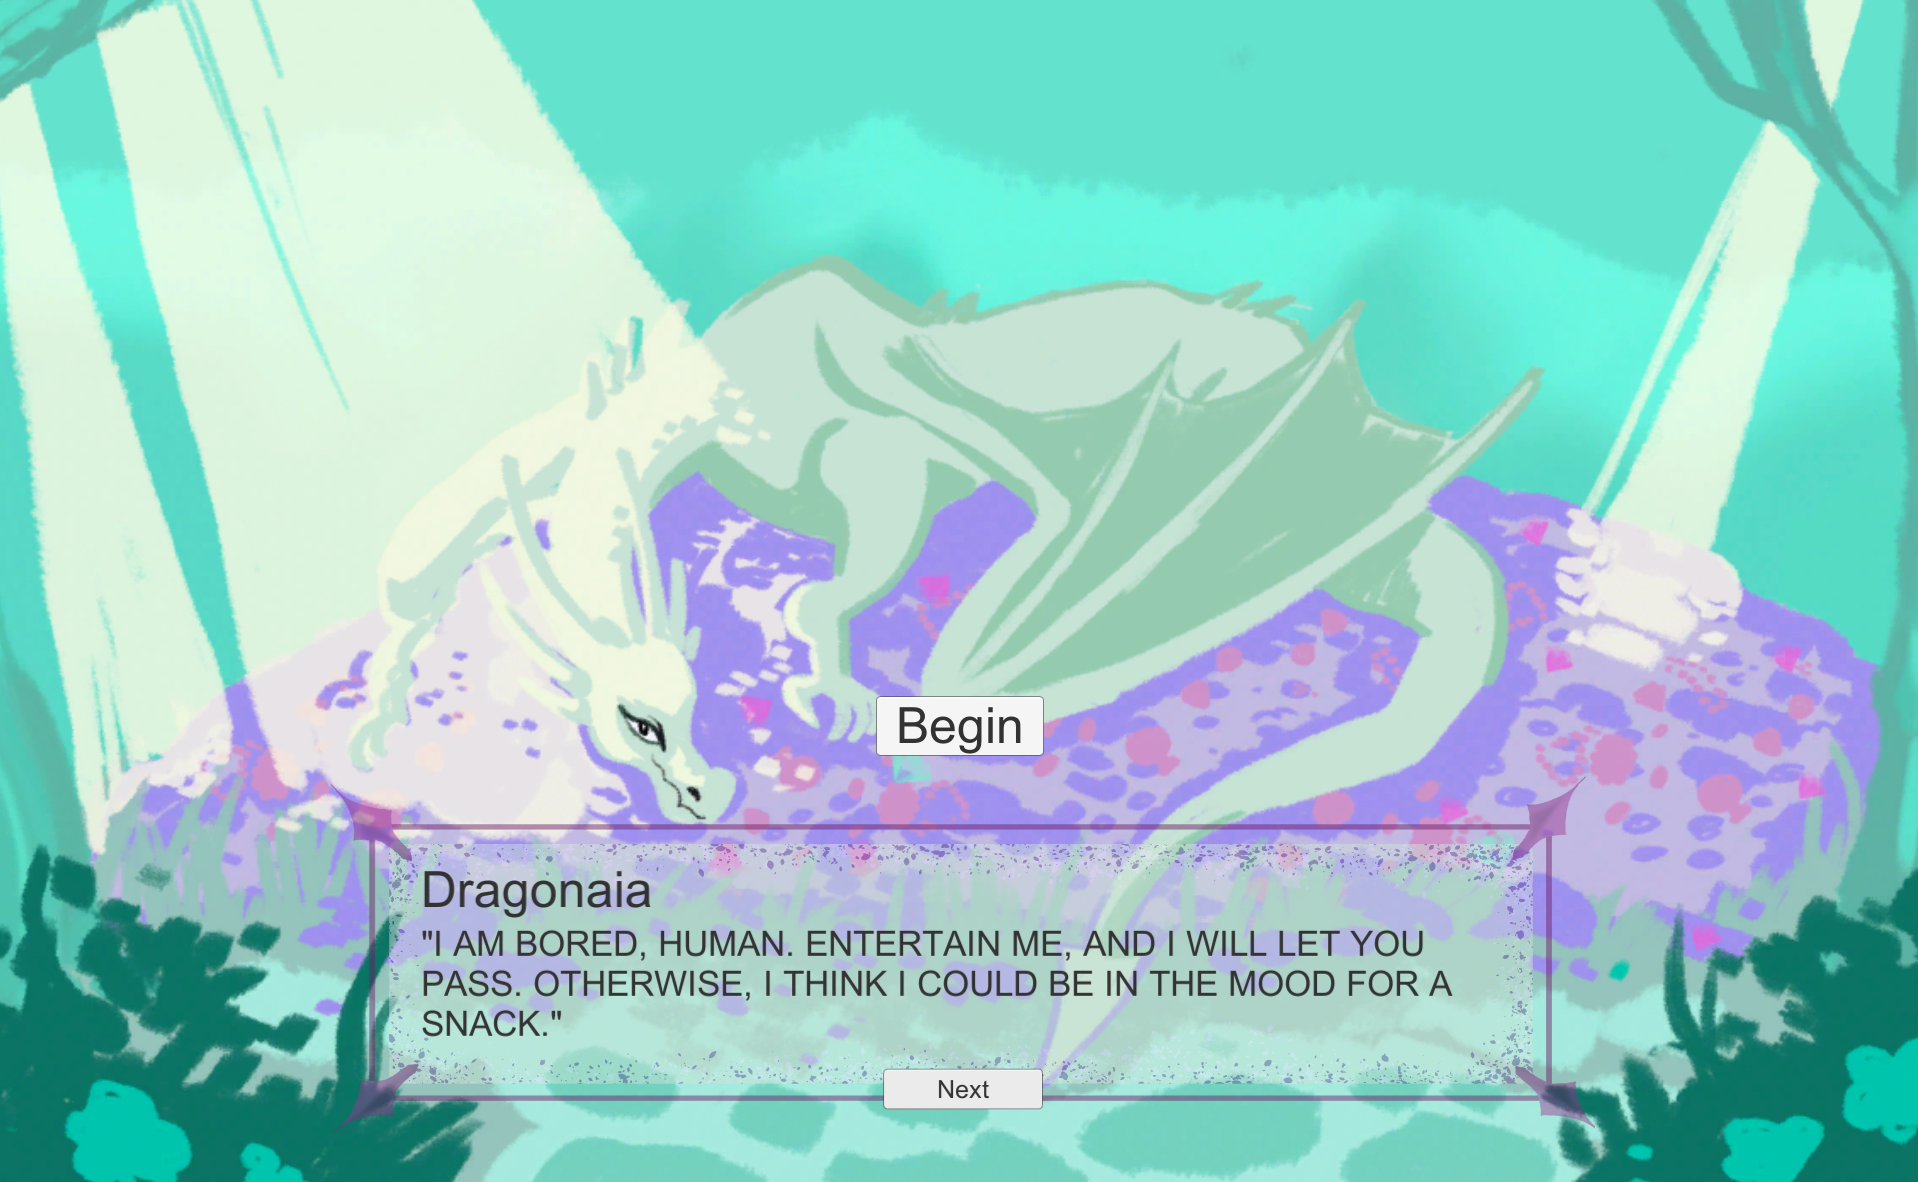 Begin
Dragonaia
"I AM BORED, HUMAN. ENTERTAIN ME, AND I WILL LET YOU
PASS. OTHERWISE, I THINK I COULD BE IN THE MOOD FOR A
SNACK."
Next